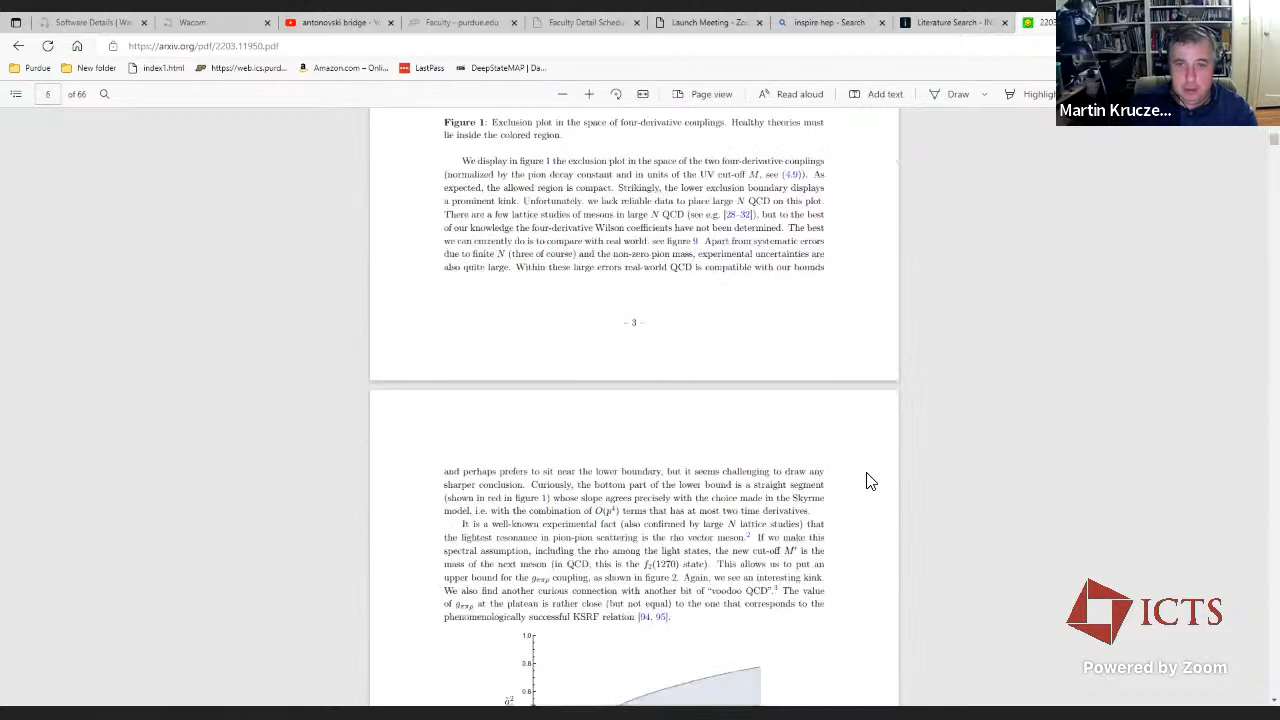 Software Details | Wa
Wacom
antonovski bridge - Y
Faculty – purdue.edu
Faculty Detail Schedu
Launch Meeting - Zo
inspire hep - Search
Literature Search - IN
2203
https://arxiv.org/pdf/2203.11950.pdf
Purdue
New folder
index1.html
https://web.ics.purd...
Amazon.com – Onli...
LastPass
DeepStateMAP | Da...
6 of 66
Page view
Read aloud
Add text
Draw
Highligh
Martin Krucze...
Figure 1: Exclusion plot in the space of four-derivative couplings. Healthy theories must
lie inside the colored region.
We display in figure 1 the exclusion plot in the space of the two four-derivative couplings
(normalized by the pion decay constant and in units of the UV cut-off M, see (4.9)). As
expected, the allowed region is compact. Strikingly, the lower exclusion boundary displays
a prominent kink. Unfortunately, we lack reliable data to place large N QCD on this plot.
There are a few lattice studies of mesons in large N QCD (see e.g. [28–32]), but to the best
of our knowledge the four-derivative Wilson coefficients have not been determined. The best
we can currently do is to compare with real world, see figure 9. Apart from systematic errors
due to finite N (three of course) and the non-zero pion mass, experimental uncertainties are
also quite large. Within these large errors real-world QCD is compatible with our bounds
– 3 –
and perhaps prefers to sit near the lower boundary, but it seems challenging to draw any
sharper conclusion. Curiously, the bottom part of the lower bound is a straight segment
(shown in red in figure 1) whose slope agrees precisely with the choice made in the Skyrme
model, i.e. with the combination of O(p⁴) terms that has at most two time derivatives.
It is a well-known experimental fact (also confirmed by large N lattice studies) that
the lightest resonance in pion-pion scattering is the rho vector meson.² If we make this
spectral assumption, including the rho among the light states, the new cut-off M′ is the
mass of the next meson (in QCD, this is the f₂(1270) state). This allows us to put an
upper bound for the gππρ coupling, as shown in figure 2. Again, we see an interesting kink.
We also find another curious connection with another bit of “voodoo QCD”.³ The value
of gππρ at the plateau is rather close (but not equal) to the one that corresponds to the
phenomenologically successful KSRF relation [94, 95].
1.0
0.8
0.6
ICTS
Powered by Zoom